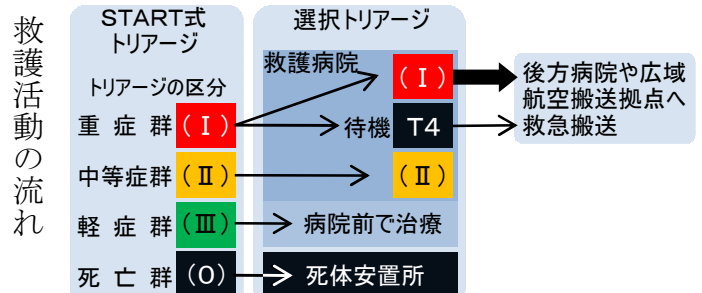 救護活動の流れ
START式
トリアージ
トリアージの区分
重症群 (Ⅰ)
中等症群 (Ⅱ)
軽症群 (Ⅲ)
死亡群 (0)
選択トリアージ
救護病院
(Ⅰ)
待機 T4
(Ⅱ)
病院前で治療
死体安置所
後方病院や広域
航空搬送拠点へ
救急搬送